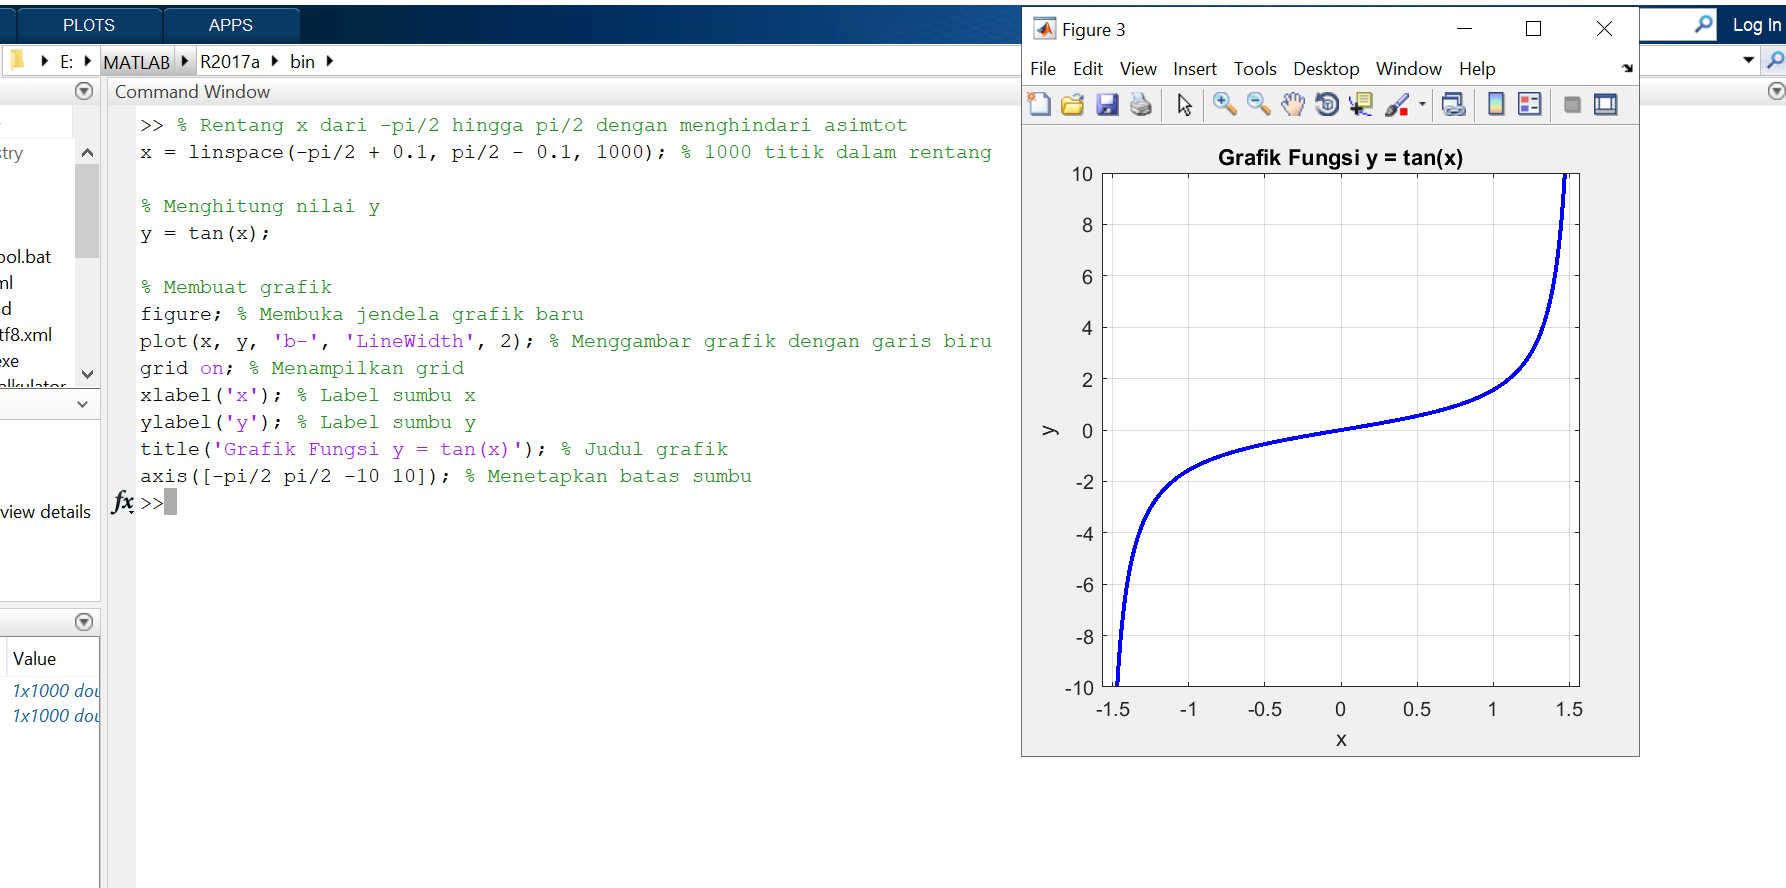 PLOTS APPS
Log In
E: MATLAB R2017a bin
Command Window
stry
ool.bat
ml
d
tf8.xml
exe
alkulator
view details
Value
1x1000 dou
1x1000 dou
>> % Rentang x dari -pi/2 hingga pi/2 dengan menghindari asimtot
x = linspace(-pi/2 + 0.1, pi/2 - 0.1, 1000); % 1000 titik dalam rentang
% Menghitung nilai y
y = tan(x);
% Membuat grafik
figure; % Membuka jendela grafik baru
plot(x, y, 'b-', 'LineWidth', 2); % Menggambar grafik dengan garis biru
grid on; % Menampilkan grid
xlabel('x'); % Label sumbu x
ylabel('y'); % Label sumbu y
title('Grafik Fungsi y = tan(x)'); % Judul grafik
axis([-pi/2 pi/2 -10 10]); % Menetapkan batas sumbu
fx >>
Figure 3
File Edit View Insert Tools Desktop Window Help
Grafik Fungsi y = tan(x)
10
8
6
4
2
0
-2
-4
-6
-8
-10
y
-1.5 -1 -0.5 0 0.5 1 1.5
x